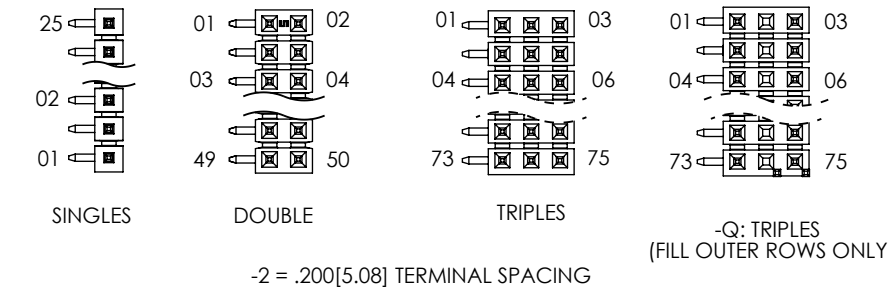 25
02
01
SINGLES
01 02
03 04
49 50
DOUBLE
01 03
04 06
73 75
TRIPLES
01 03
04 06
73 75
-Q: TRIPLES
(FILL OUTER ROWS ONLY
-2 = .200[5.08] TERMINAL SPACING